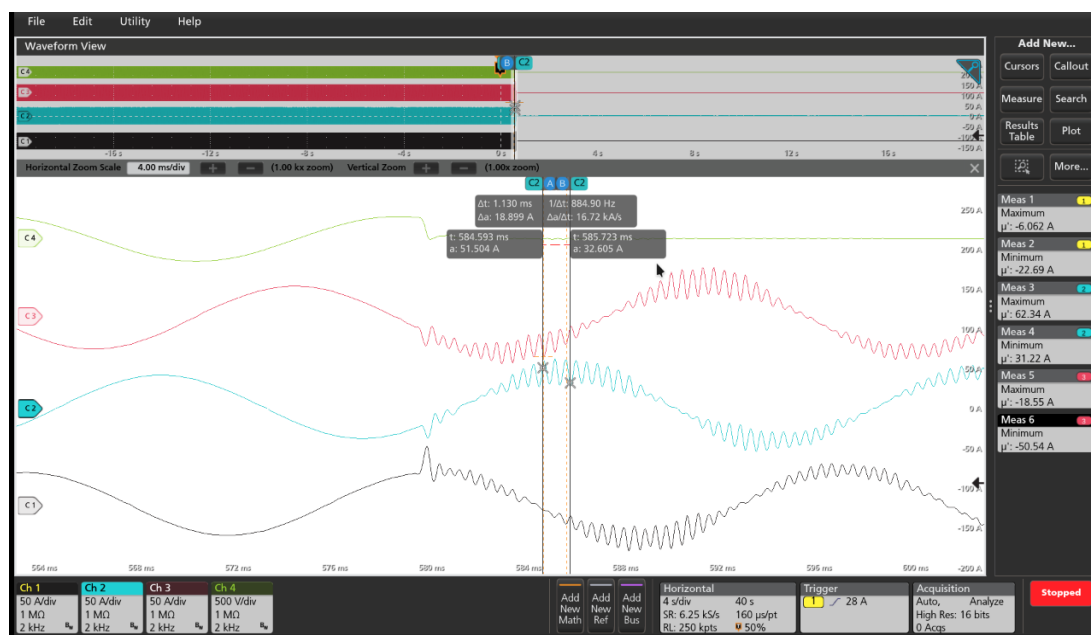 File Edit Utility Help
Waveform View
Add New...
Cursors Callout
Measure Search
Results Table Plot
More...
C4
C3
C2
C1
B C2
150 A
100 A
50 A
0 A
-50 A
-100 A
-150 A
-16 s -12 s -8 s -4 s 0 s 4 s 8 s 12 s 16 s
Horizontal Zoom Scale 4.00 ms/div + − (1.00 kx zoom) Vertical Zoom + − (1.00x zoom)
C2 A B C2
Δt: 1.130 ms 1/Δt: 884.90 Hz
Δa: 18.899 A Δa/Δt: 16.72 kA/s
t: 584.593 ms
a: 51.504 A
t: 585.723 ms
a: 32.605 A
C4
C3
C2
C1
250 A
200 A
150 A
100 A
50 A
0 A
-50 A
-100 A
-150 A
-200 A
564 ms 568 ms 572 ms 576 ms 580 ms 584 ms 588 ms 592 ms 596 ms 600 ms
Meas 1 1
Maximum
µ': -6.062 A
Meas 2 1
Minimum
µ': -22.69 A
Meas 3 2
Maximum
µ': 62.34 A
Meas 4 2
Minimum
µ': 31.22 A
Meas 5 3
Maximum
µ': -18.55 A
Meas 6 3
Minimum
µ': -50.54 A
Ch 1
50 A/div
1 MΩ
2 kHz
Ch 2
50 A/div
1 MΩ
2 kHz
Ch 3
50 A/div
1 MΩ
2 kHz
Ch 4
500 V/div
1 MΩ
2 kHz
Add New Math
Add New Ref
Add New Bus
Horizontal
4 s/div 40 s
SR: 6.25 kS/s 160 µs/pt
RL: 250 kpts 50%
Trigger
1 28 A
Acquisition
Auto, Analyze
High Res: 16 bits
0 Acqs
Stopped